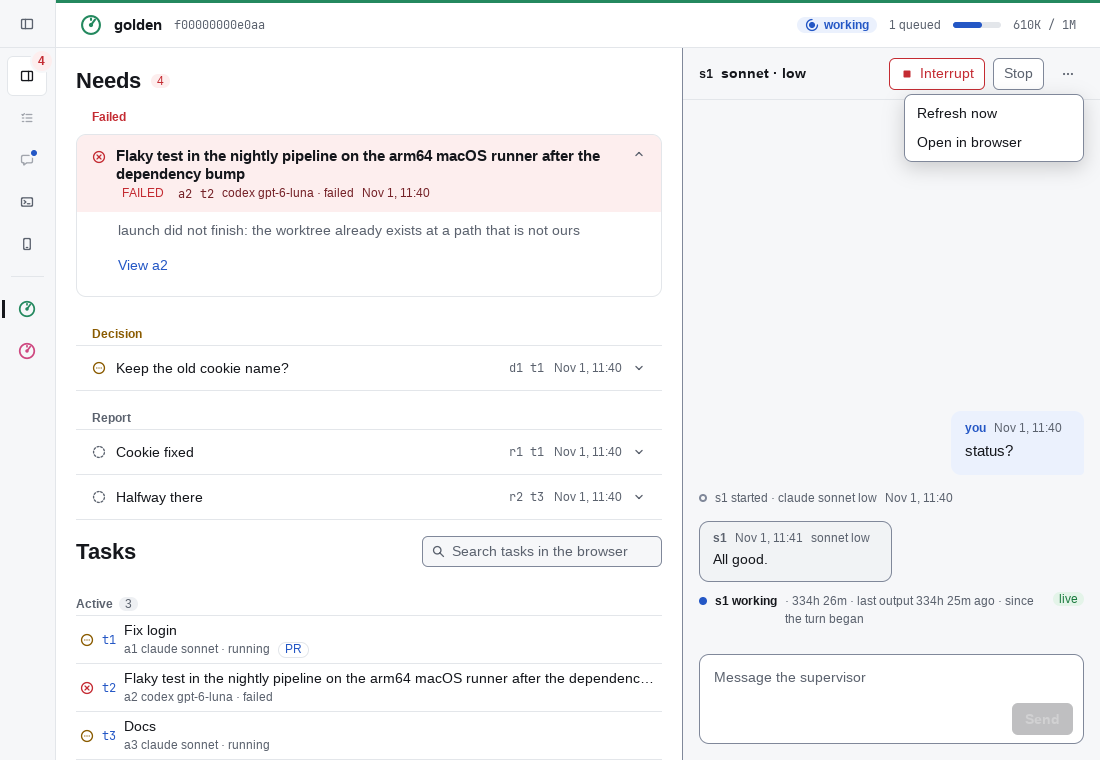 golden f00000000e0aa
working 1 queued 610K / 1M
4
Needs 4
Failed
Flaky test in the nightly pipeline on the arm64 macOS runner after the
dependency bump
FAILED a2 t2 codex gpt-6-luna · failed Nov 1, 11:40
launch did not finish: the worktree already exists at a path that is not ours
View a2
Decision
Keep the old cookie name? d1 t1 Nov 1, 11:40
Report
Cookie fixed r1 t1 Nov 1, 11:40
Halfway there r2 t3 Nov 1, 11:40
Tasks
Search tasks in the browser
Active 3
t1 Fix login
a1 claude sonnet · running PR
t2 Flaky test in the nightly pipeline on the arm64 macOS runner after the dependenc…
a2 codex gpt-6-luna · failed
t3 Docs
a3 claude sonnet · running
s1 sonnet · low
Interrupt
Stop
Refresh now
Open in browser
you Nov 1, 11:40
status?
s1 started · claude sonnet low Nov 1, 11:40
s1 Nov 1, 11:41 sonnet low
All good.
s1 working · 334h 26m · last output 334h 25m ago · since
the turn began
live
Message the supervisor
Send